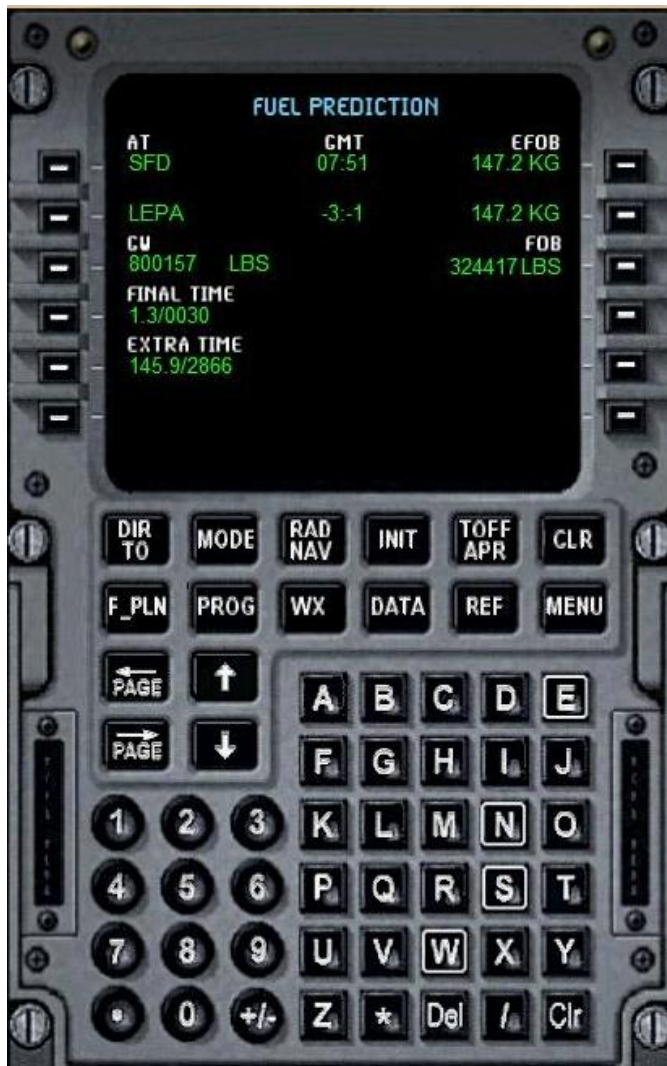 FUEL PREDICTION
AT GMT EFOB
SFD 07:51 147.2 KG
LEPA -3:-1 147.2 KG
GW FOB
800157 LBS 324417 LBS
FINAL TIME
1.3/0030
EXTRA TIME
145.9/2866
DIR TO MODE RAD NAV INIT TOFF APR CLR
F_PLN PROG WX DATA REF MENU
← PAGE ↑
→ PAGE ↓
A B C D E
F G H I J
1 2 3 K L M N O
4 5 6 P Q R S T
7 8 9 U V W X Y
• 0 +/- Z * Del / Clr